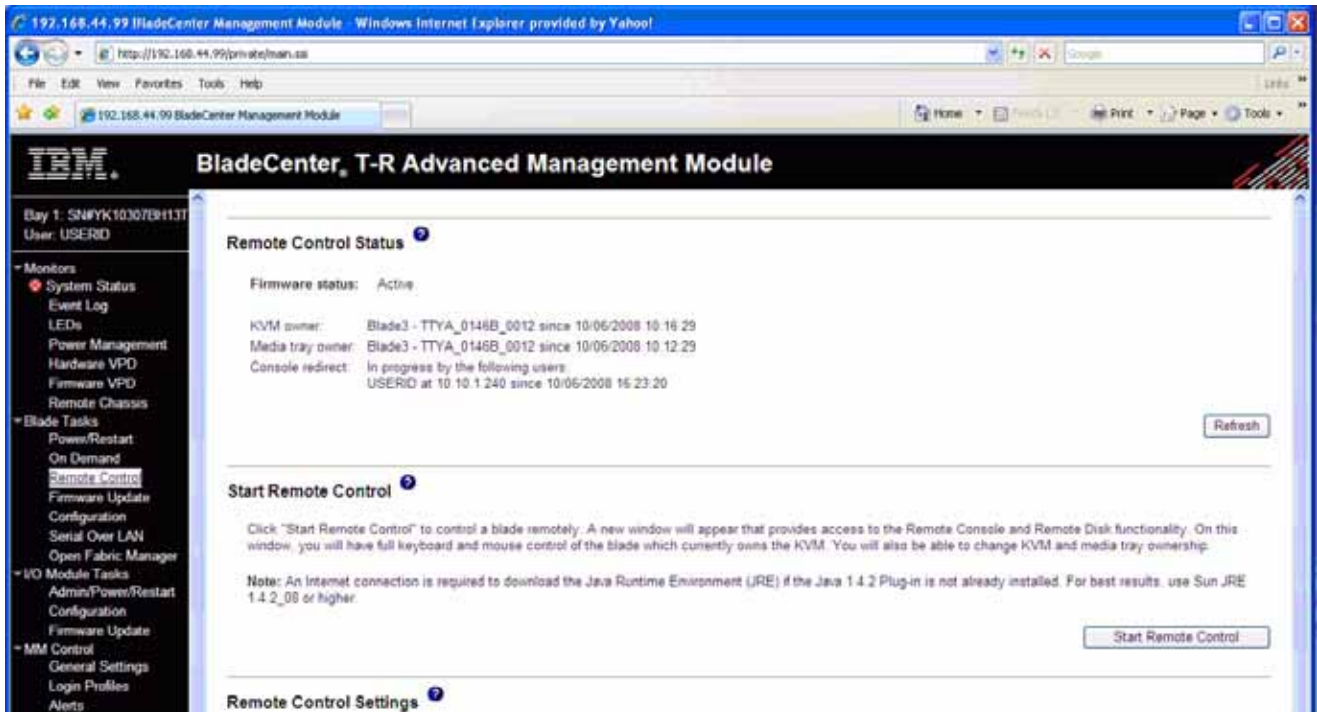 192.168.44.99 BladeCenter Management Module - Windows Internet Explorer provided by Yahoo!
http://192.168.44.99/private/main.ssi
Google
File Edit View Favorites Tools Help
Links
192.168.44.99 BladeCenter Management Module
Home Print Page Tools
IBM.
BladeCenter® T-R Advanced Management Module
Bay 1:
User: USERID
Monitors
System Status
Event Log
LEDs
Power Management
Hardware VPD
Firmware VPD
Remote Chassis
Blade Tasks
Power/Restart
On Demand
Remote Control
Firmware Update
Configuration
Serial Over LAN
Open Fabric Manager
I/O Module Tasks
Admin/Power/Restart
Configuration
Firmware Update
MM Control
General Settings
Login Profiles
Alerts
Remote Control Status
Firmware status: Active
KVM owner: Blade3 - TTYA_0146B_0012 since 10/06/2008 10:16:29
Media tray owner: Blade3 - TTYA_0146B_0012 since 10/06/2008 10:12:29
Console redirect: In progress by the following users:
USERID at 10.10.1.240 since 10/06/2008 16:23:20
Refresh
Start Remote Control
Click "Start Remote Control" to control a blade remotely. A new window will appear that provides access to the Remote Console and Remote Disk functionality. On this
window, you will have full keyboard and mouse control of the blade which currently owns the KVM. You will also be able to change KVM and media tray ownership.
Note: An Internet connection is required to download the Java Runtime Environment (JRE) if the Java 1.4.2 Plug-in is not already installed. For best results, use Sun JRE
1.4.2_08 or higher.
Start Remote Control
Remote Control Settings